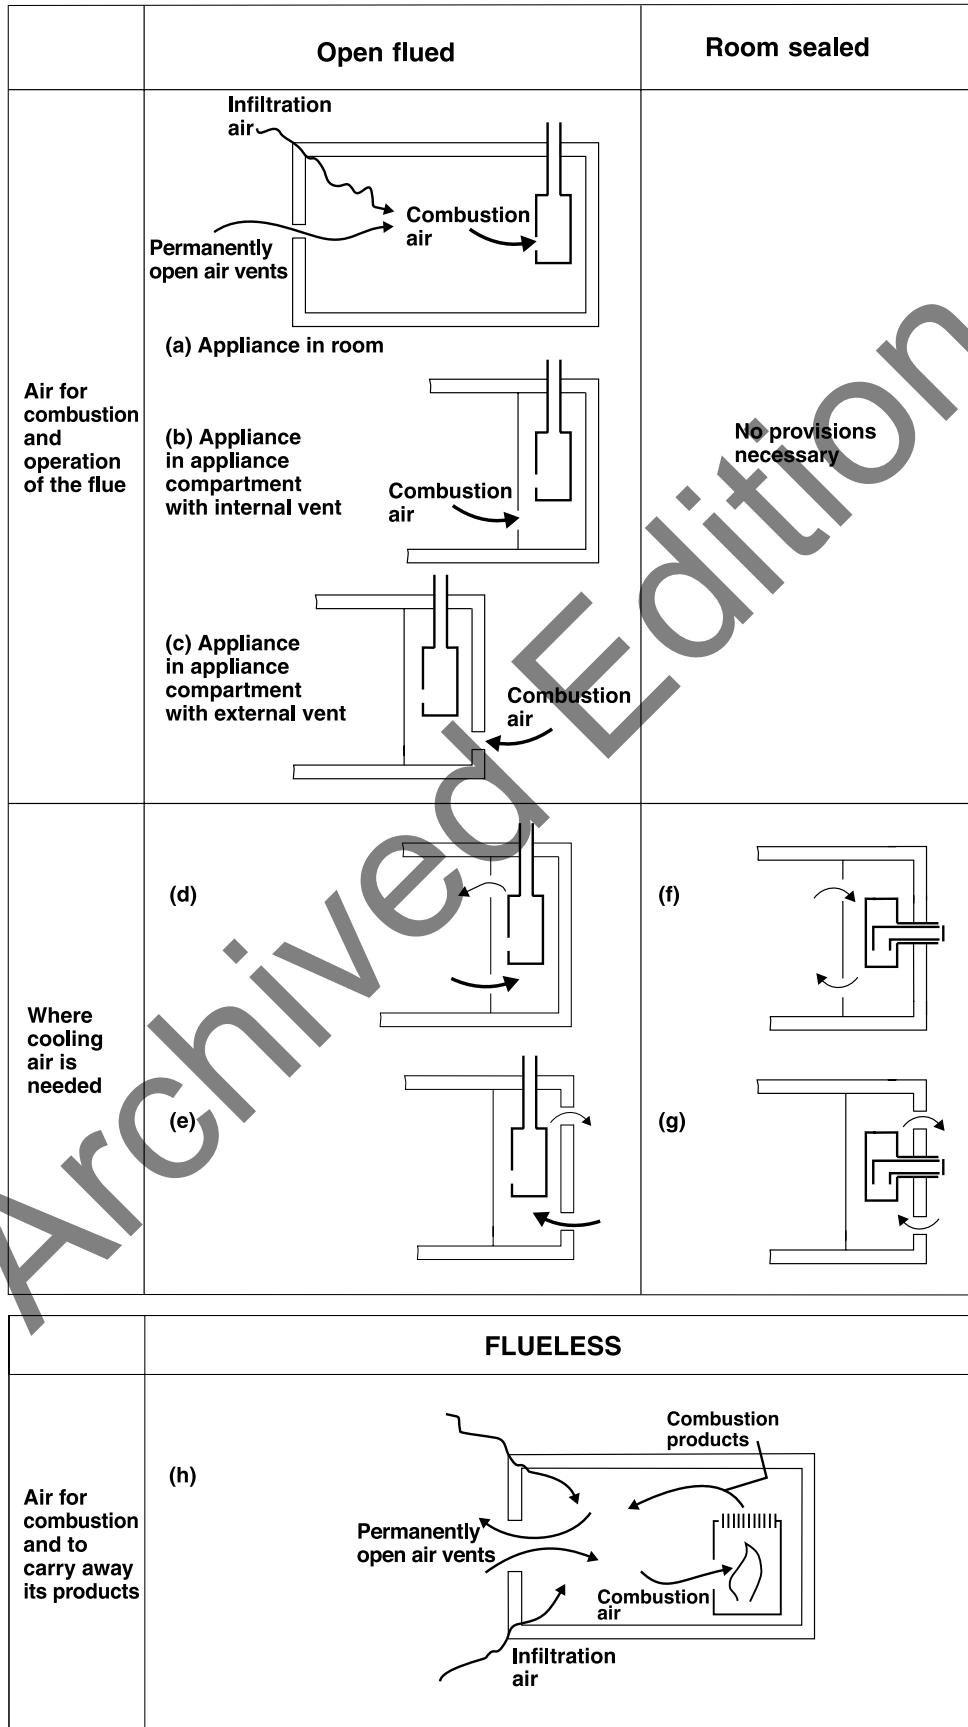 Open flued
Room sealed
Air for
combustion
and
operation
of the flue
Infiltration
air
Combustion
air
Permanently
open air vents
(a) Appliance in room
(b) Appliance
in appliance
compartment
with internal vent
Combustion
air
(c) Appliance
in appliance
compartment
with external vent
Combustion
air
No provisions
necessary
Where
cooling
air is
needed
(d)
(e)
(f)
(g)
FLUELESS
Air for
combustion
and to
carry away
its products
(h)
Combustion
products
Permanently
open air vents
Combustion
air
Infiltration
air
Archived Edition